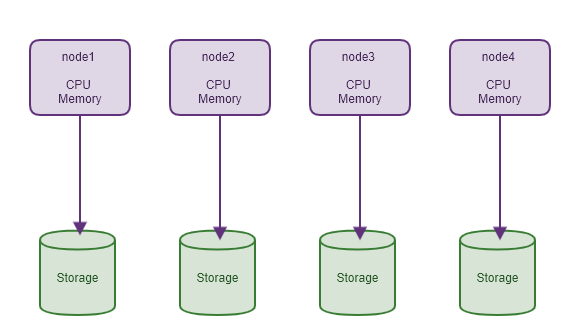 node1
CPU
Memory
node2
CPU
Memory
node3
CPU
Memory
node4
CPU
Memory
Storage
Storage
Storage
Storage